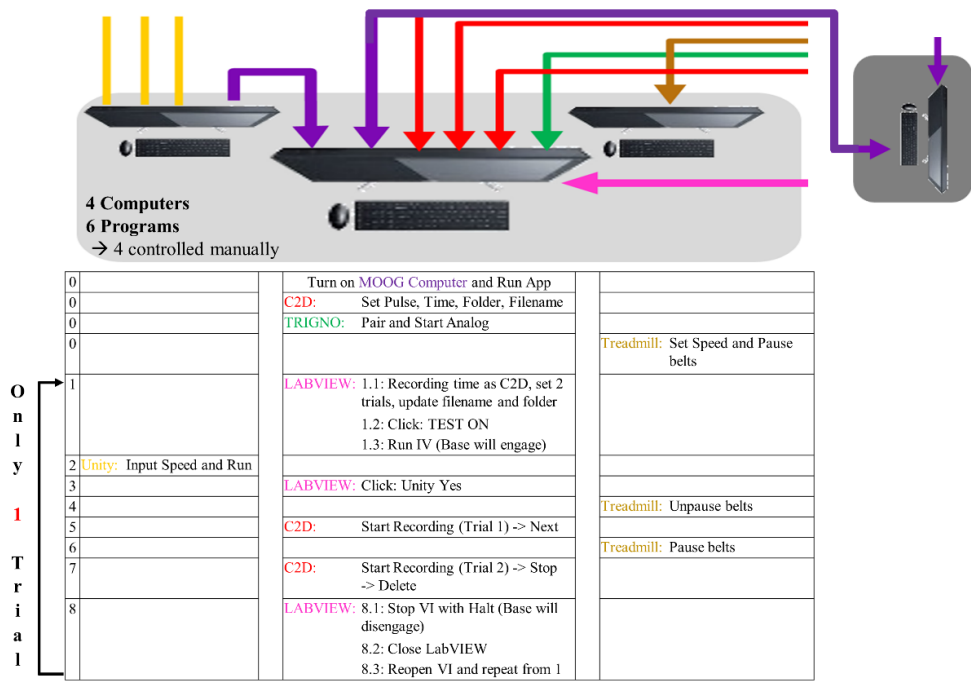 4 Computers
6 Programs
→ 4 controlled manually
0 Turn on MOOG Computer and Run App
0 C2D: Set Pulse, Time, Folder, Filename
0 TRIGNO: Pair and Start Analog
0 Treadmill: Set Speed and Pause
belts
1 LABVIEW: 1.1: Recording time as C2D, set 2
trials, update filename and folder
1.2: Click: TEST ON
1.3: Run IV (Base will engage)
2 Unity: Input Speed and Run
3 LABVIEW: Click: Unity Yes
4 Treadmill: Unpause belts
5 C2D: Start Recording (Trial 1) -> Next
6 Treadmill: Pause belts
7 C2D: Start Recording (Trial 2) -> Stop
-> Delete
8 LABVIEW: 8.1: Stop VI with Halt (Base will
disengage)
8.2: Close LabVIEW
8.3: Reopen VI and repeat from 1
Only 1 Trial